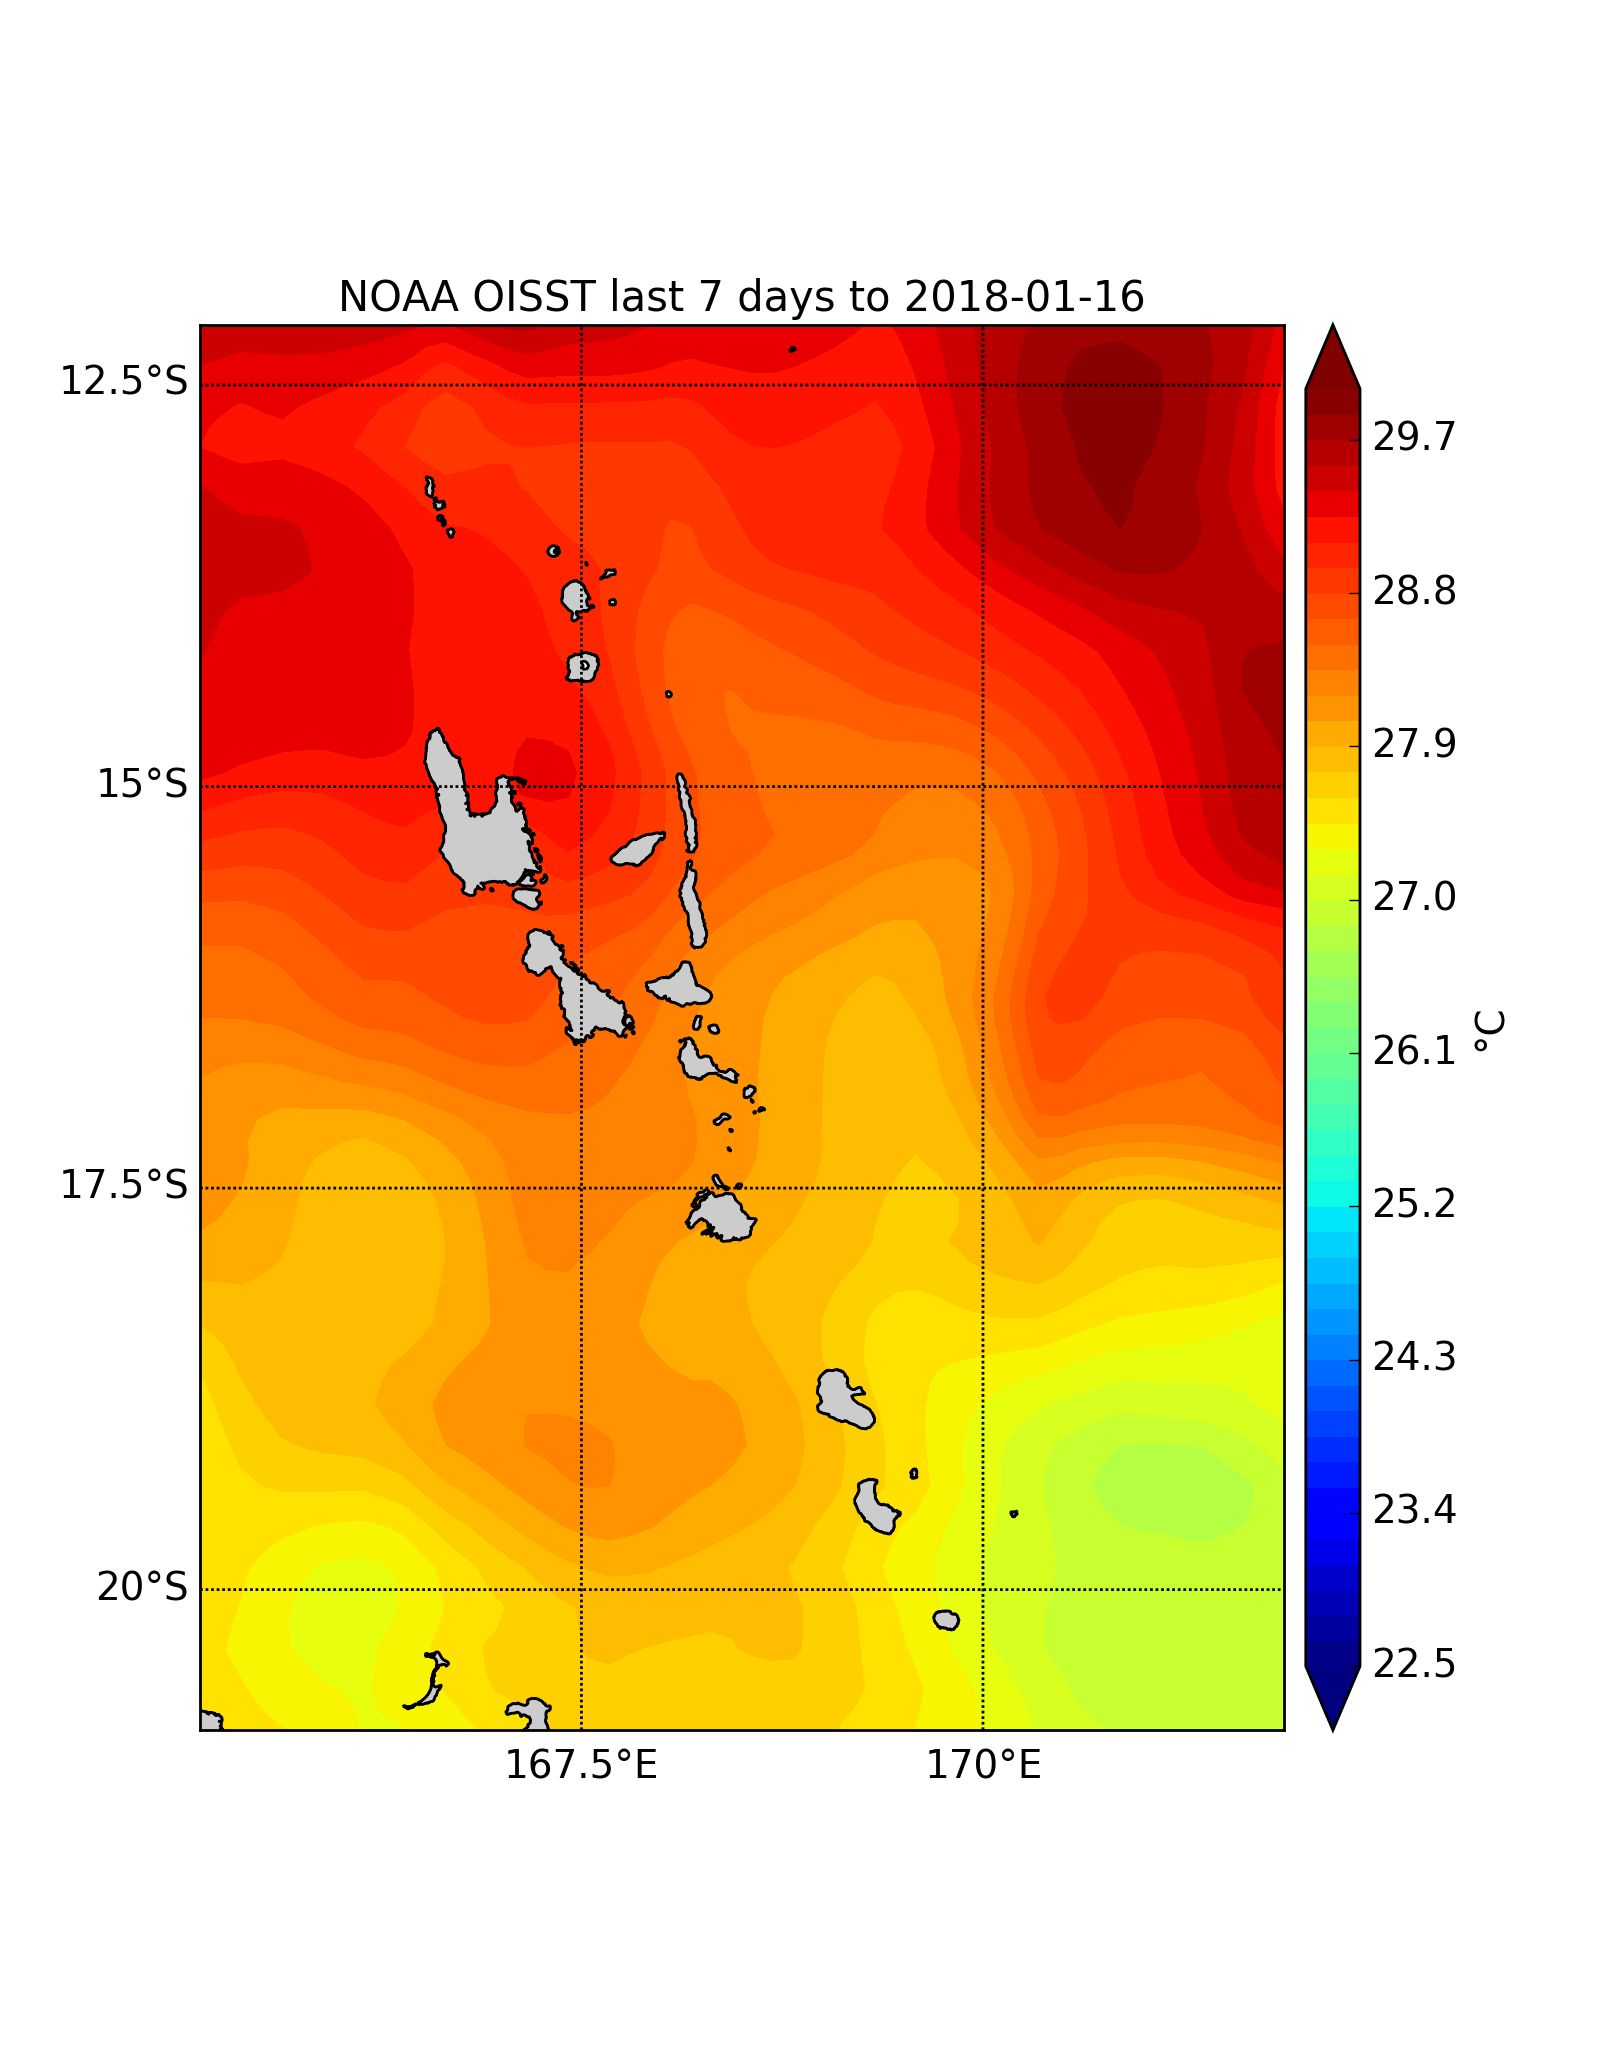 NOAA OISST last 7 days to 2018-01-16
12.5°S
15°S
17.5°S
20°S
167.5°E
170°E
29.7
28.8
27.9
27.0
26.1
25.2
24.3
23.4
22.5
°C